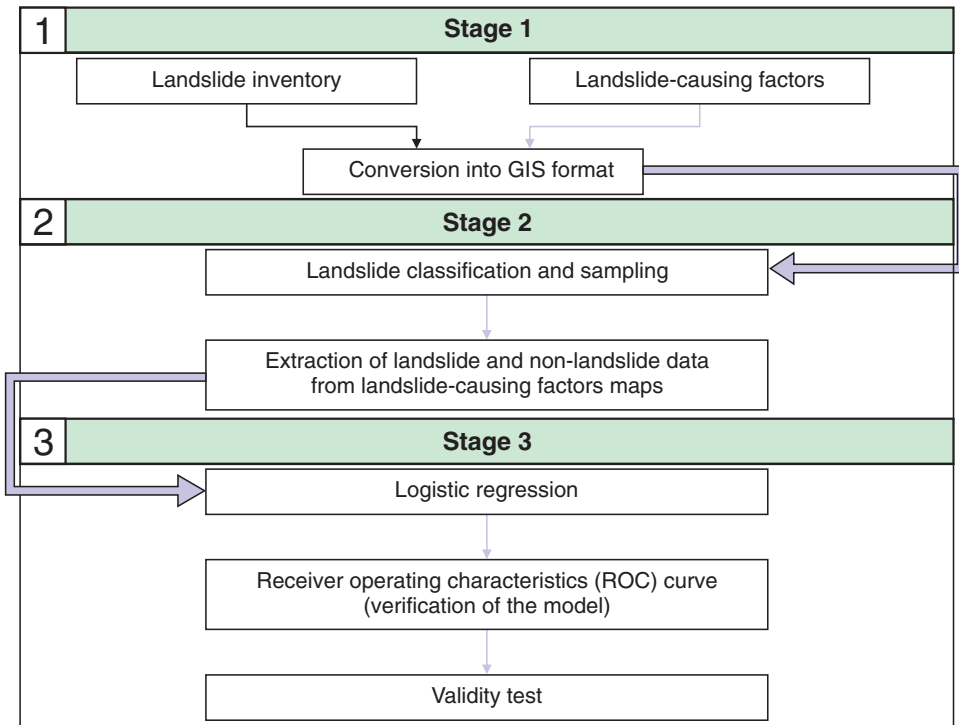 1
Stage 1
Landslide inventory
Landslide-causing factors
Conversion into GIS format
2
Stage 2
Landslide classification and sampling
Extraction of landslide and non-landslide data
from landslide-causing factors maps
3
Stage 3
Logistic regression
Receiver operating characteristics (ROC) curve
(verification of the model)
Validity test